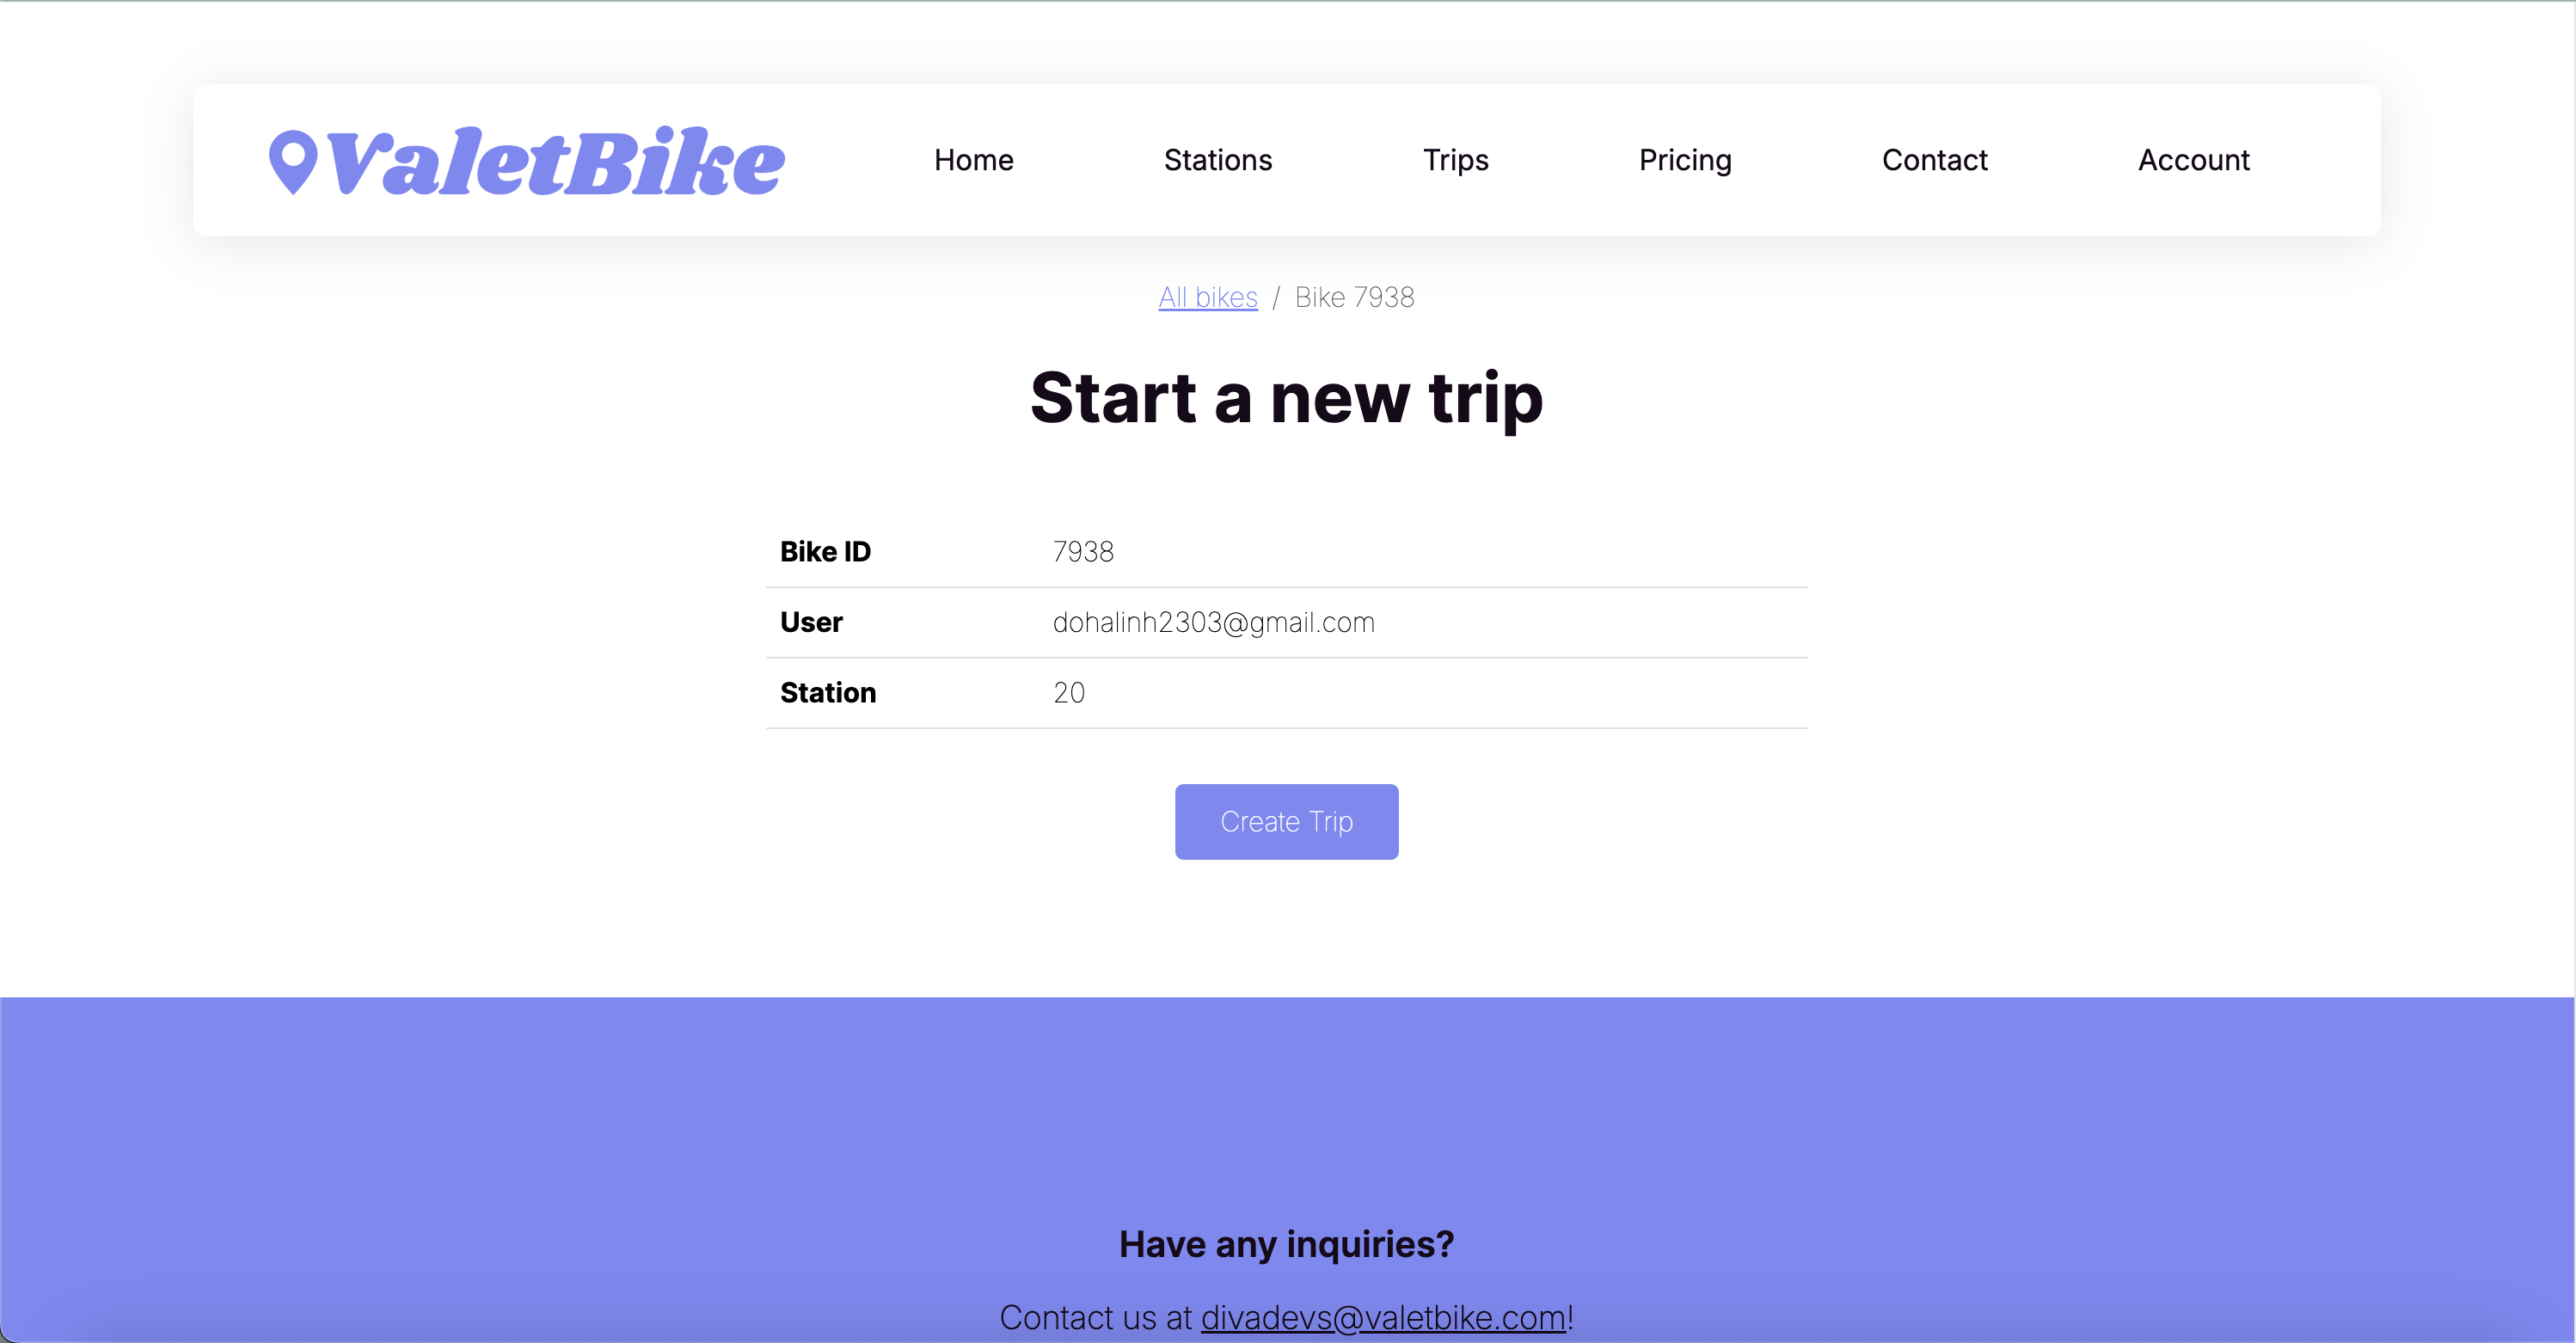 ValetBike Home Stations Trips Pricing Contact Account
All bikes / Bike 7938
Start a new trip
Bike ID 7938
User dohalinh2303@gmail.com
Station 20
Create Trip
Have any inquiries?
Contact us at divadevs@valetbike.com!